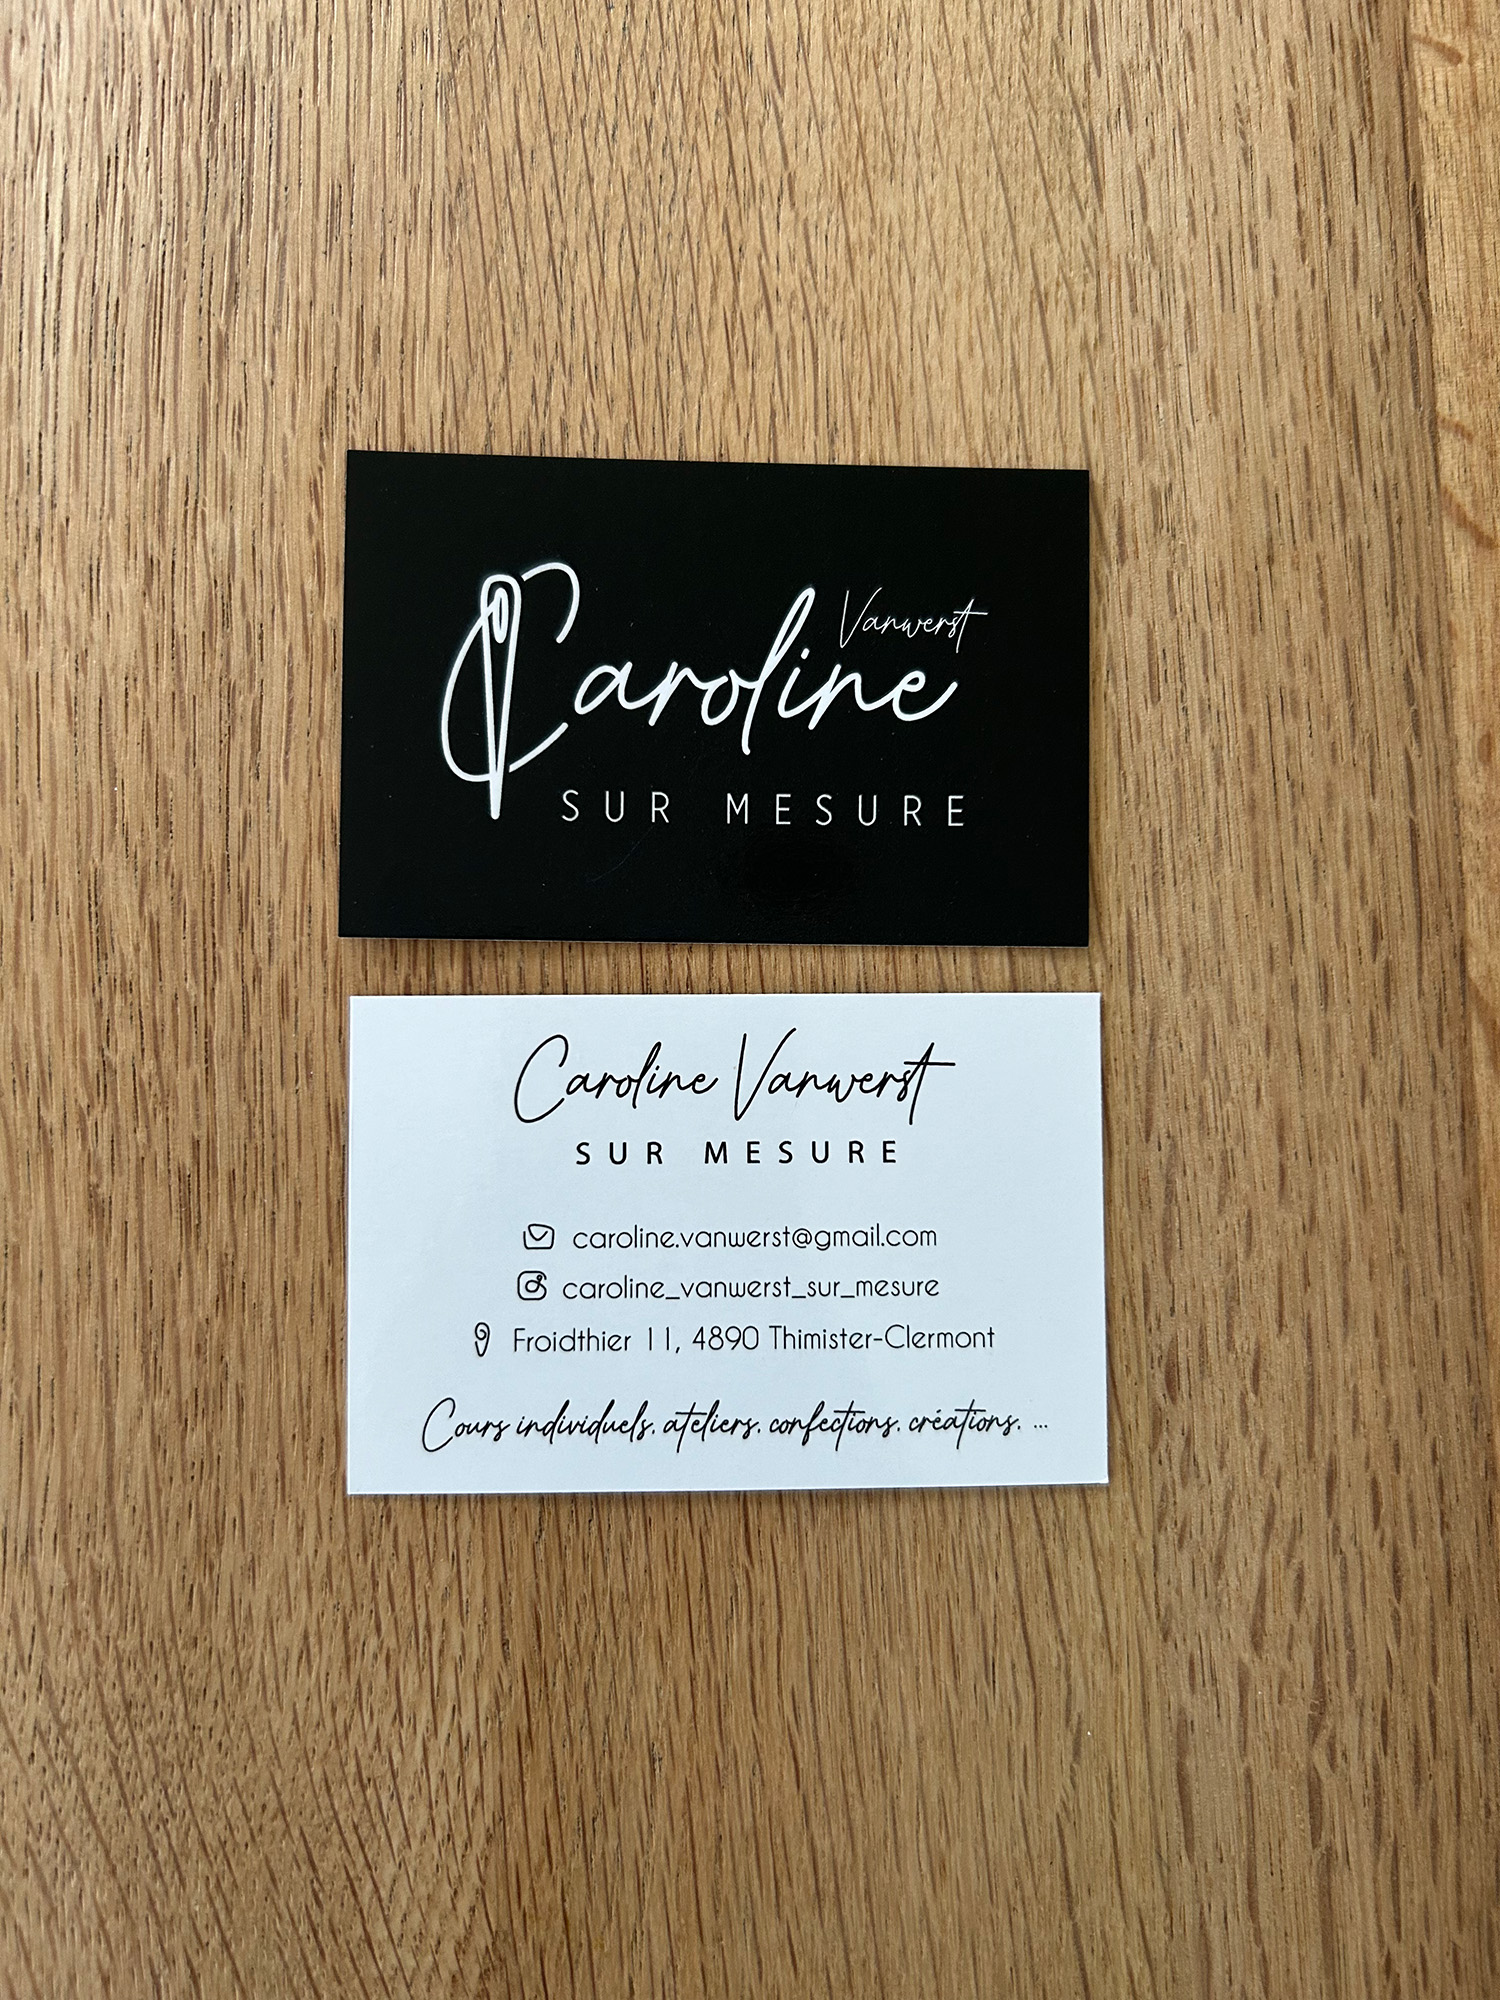 Caroline Vanwerst
SUR MESURE
Caroline Vanwerst
SUR MESURE
caroline.vanwerst@gmail.com
caroline_vanwerst_sur_mesure
Froidthier 11, 4890 Thimister-Clermont
Cours individuels, ateliers, confections, créations, ...